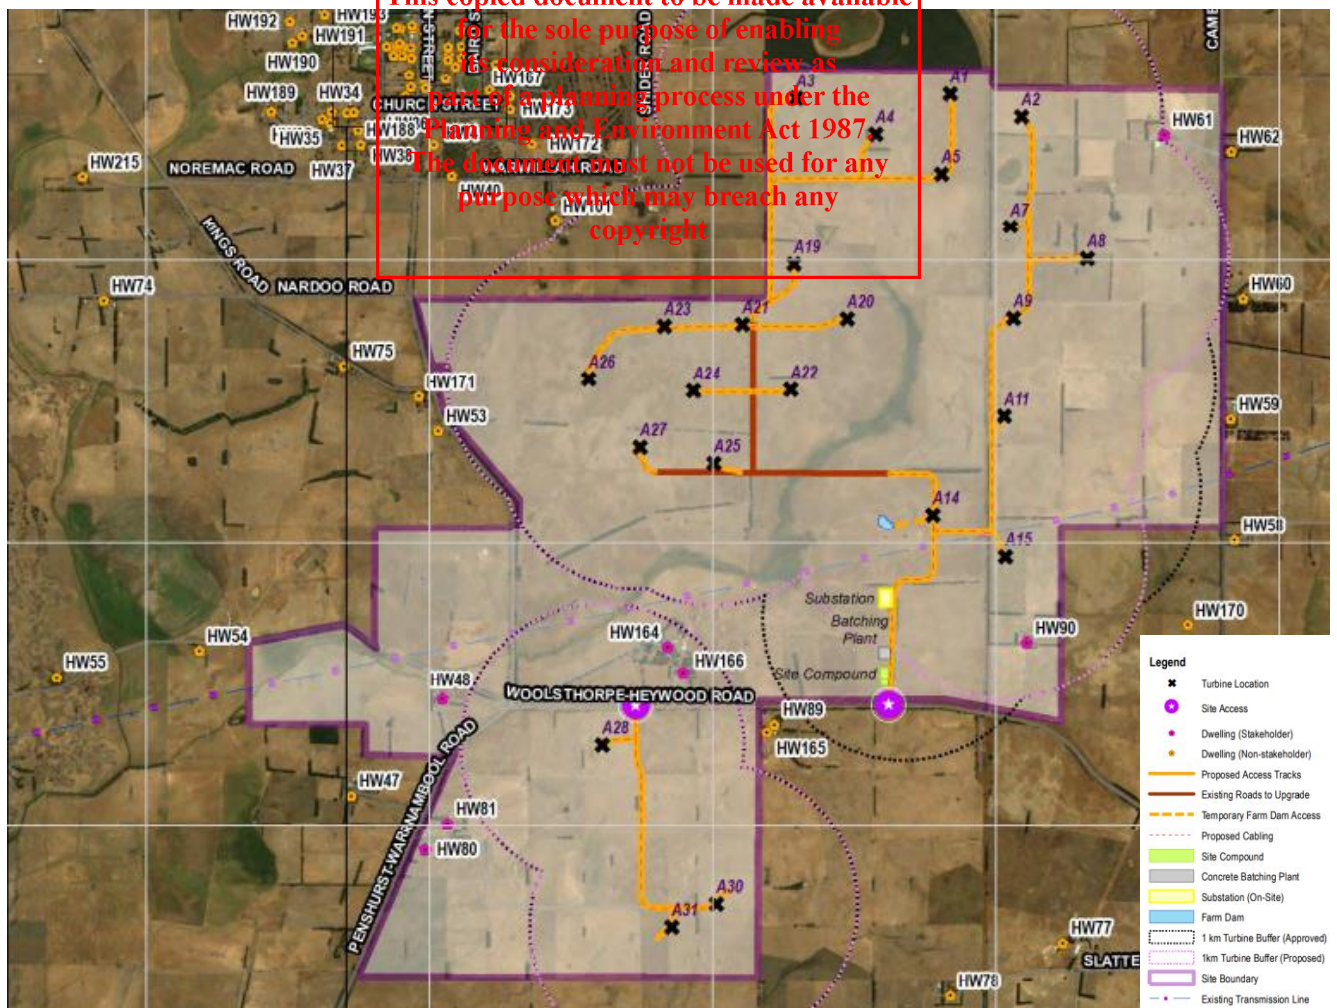 This copied document to be made available
for the sole purpose of enabling
its consideration and review as
part of a planning process under the
Planning and Environment Act 1987.
The document must not be used for any
purpose which may breach any
copyright
HW192
HW193
HW191
HW190
HW189
HW34
HW35
HW188
HW37
HW38
HW167
HW173
HW172
HW40
HW101
HW215
CHURCH STREET
NOREMAC ROAD
KINGS ROAD
NARDOO ROAD
HW74
HW75
HW171
HW53
A3
A1
A4
A5
A2
A7
A8
A9
A19
A23
A21
A20
A26
A24
A22
A27
A25
A11
A14
A15
HW61
HW62
HW60
HW59
HW58
HW170
HW90
Substation
Batching
Plant
Site Compound
HW54
HW55
HW48
HW164
HW166
WOOLSTHORPE-HEYWOOD ROAD
HW89
HW165
A28
HW47
HW81
HW80
PENSHURST-WARRNAMBOOL ROAD
A30
A31
HW77
HW78
SLATTE
Legend
Turbine Location
Site Access
Dwelling (Stakeholder)
Dwelling (Non-stakeholder)
Proposed Access Tracks
Existing Roads to Upgrade
Temporary Farm Dam Access
Proposed Cabling
Site Compound
Concrete Batching Plant
Substation (On-Site)
Farm Dam
1 km Turbine Buffer (Approved)
1km Turbine Buffer (Proposed)
Site Boundary
Existing Transmission Line